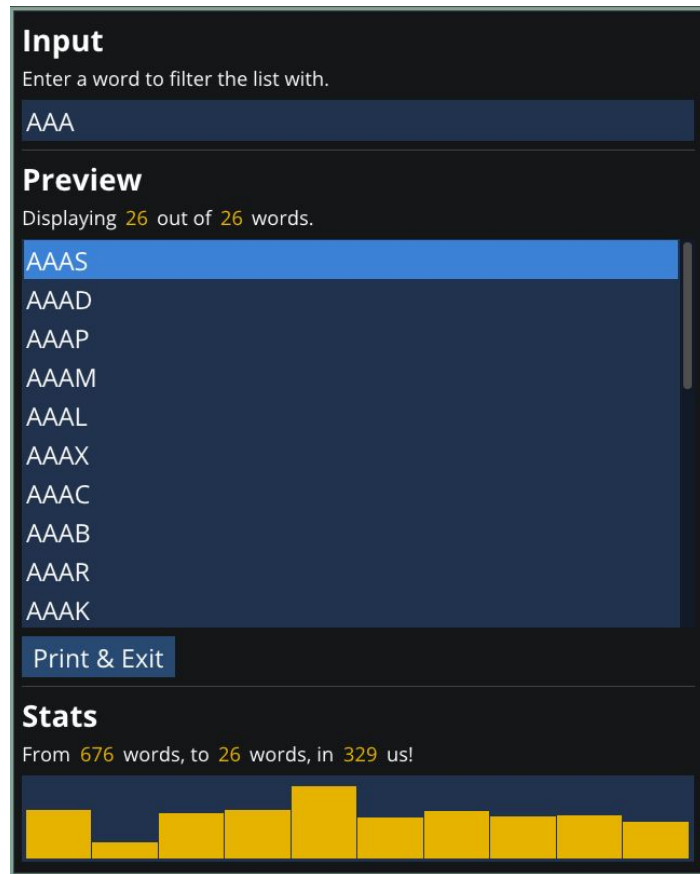 Input
Enter a word to filter the list with.
AAA
Preview
Displaying 26 out of 26 words.
AAAS
AAAD
AAAP
AAAM
AAAL
AAAX
AAAC
AAAB
AAAR
AAAK
Print & Exit
Stats
From 676 words, to 26 words, in 329 us!